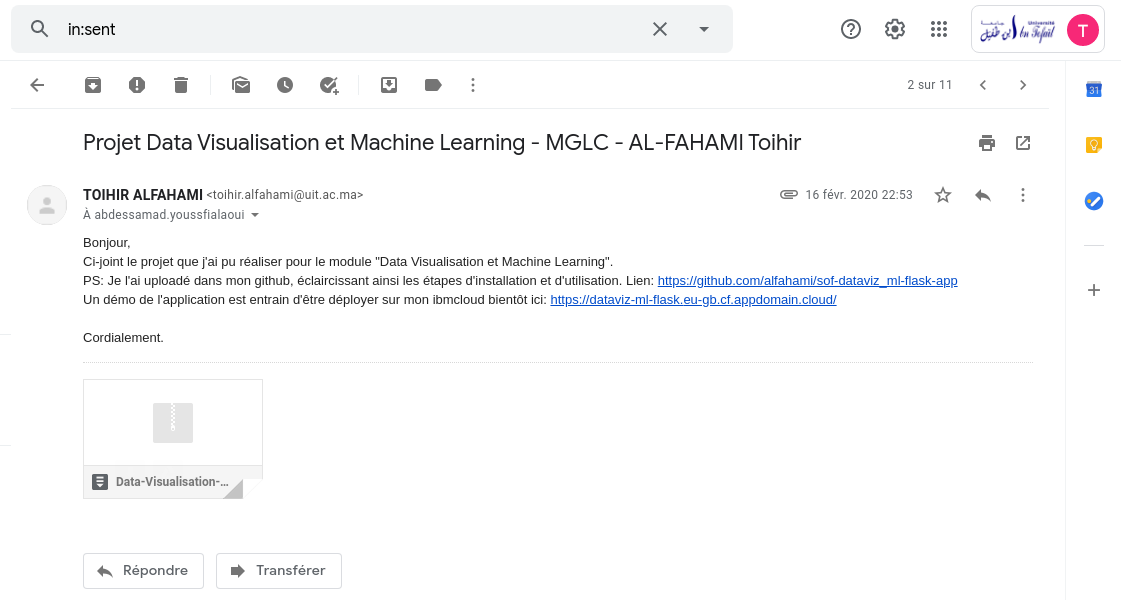 in:sent
جامعة ابن طفيل
Université
Ibn Tofail
T
2 sur 11
31
Projet Data Visualisation et Machine Learning - MGLC - AL-FAHAMI Toihir
TOIHIR ALFAHAMI <toihir.alfahami@uit.ac.ma>
16 févr. 2020 22:53
À abdessamad.youssfialaoui
Bonjour,
Ci-joint le projet que j'ai pu réaliser pour le module "Data Visualisation et Machine Learning".
PS: Je l'ai uploadé dans mon github, éclaircissant ainsi les étapes d'installation et d'utilisation. Lien: https://github.com/alfahami/sof-dataviz_ml-flask-app
Un démo de l'application est entrain d'être déployer sur mon ibmcloud bientôt ici: https://dataviz-ml-flask.eu-gb.cf.appdomain.cloud/
Cordialement.
Data-Visualisation-...
Répondre
Transférer